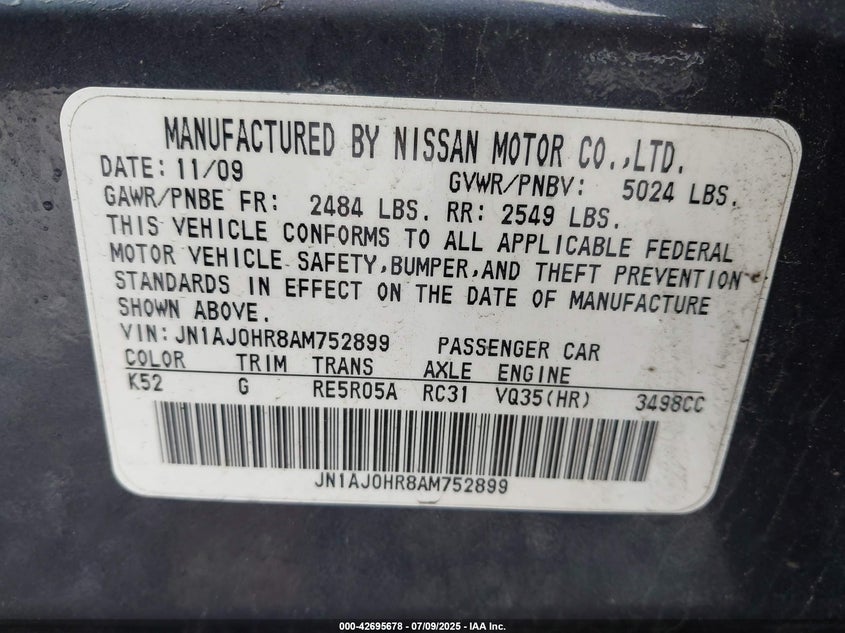 MANUFACTURED BY NISSAN MOTOR CO.,LTD.
DATE: 11/09 GVWR/PNBV: 5024 LBS.
GAWR/PNBE FR: 2484 LBS. RR: 2549 LBS.
THIS VEHICLE CONFORMS TO ALL APPLICABLE FEDERAL
MOTOR VEHICLE SAFETY,BUMPER,AND THEFT PREVENTION
STANDARDS IN EFFECT ON THE DATE OF MANUFACTURE
SHOWN ABOVE.
VIN: JN1AJ0HR8AM752899 PASSENGER CAR
COLOR TRIM TRANS AXLE ENGINE
K52 G RE5R05A RC31 VQ35(HR) 3498CC
JN1AJ0HR8AM752899
000-42695678 - 07/09/2025 - IAA Inc.